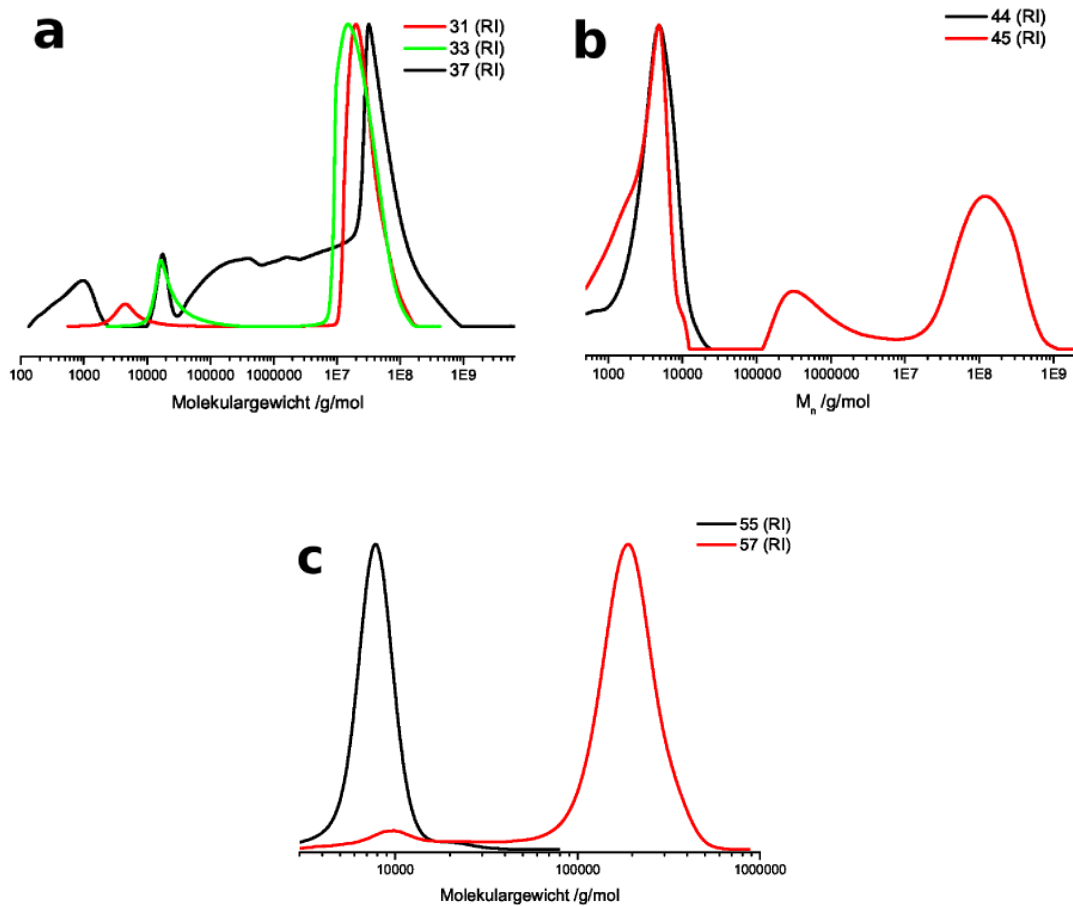 a
31 (RI)
33 (RI)
37 (RI)
100 1000 10000 100000 1000000 1E7 1E8 1E9
Molekulargewicht /g/mol
b
44 (RI)
45 (RI)
1000 10000 100000 1000000 1E7 1E8 1E9
Mn /g/mol
c
55 (RI)
57 (RI)
10000 100000 1000000
Molekulargewicht /g/mol